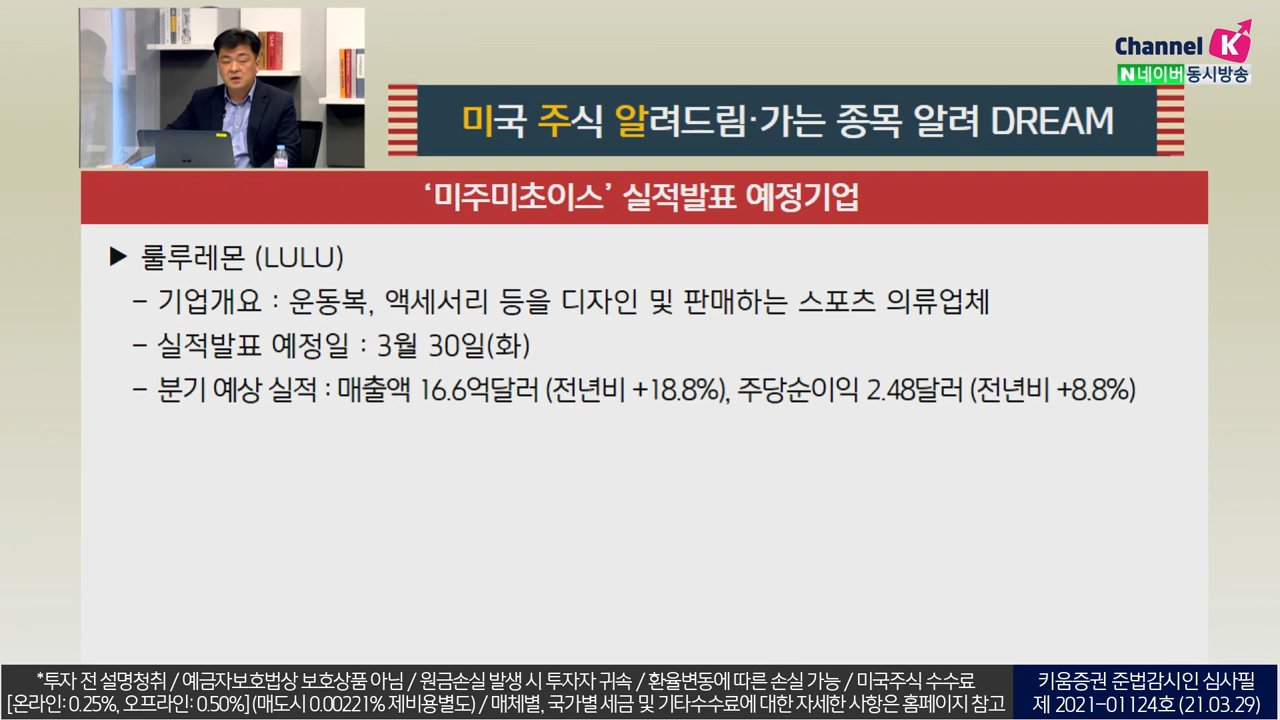 Channel K
N 네이버 동시방송
미국 주식 알려드림·가는 종목 알려 DREAM
‘미주미초이스’ 실적발표 예정기업
▶ 룰루레몬 (LULU)
– 기업개요 : 운동복, 액세서리 등을 디자인 및 판매하는 스포츠 의류업체
– 실적발표 예정일 : 3월 30일(화)
– 분기 예상 실적 : 매출액 16.6억달러 (전년비 +18.8%), 주당순이익 2.48달러 (전년비 +8.8%)
*투자 전 설명청취 / 예금자보호법상 보호상품 아님 / 원금손실 발생 시 투자자 귀속 / 환율변동에 따른 손실 가능 / 미국주식 수수료
[온라인: 0.25%, 오프라인: 0.50%] (매도시 0.00221% 제비용별도) / 매체별, 국가별 세금 및 기타수수료에 대한 자세한 사항은 홈페이지 참고
키움증권 준법감시인 심사필
제 2021-01124호 (21.03.29)